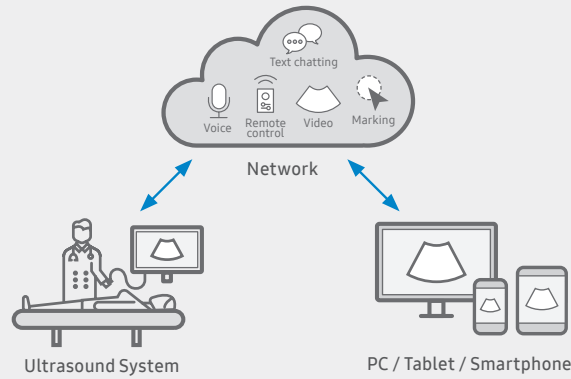 Text chatting
Voice
Remote
control
Video
Marking
Network
Ultrasound System
PC / Tablet / Smartphone